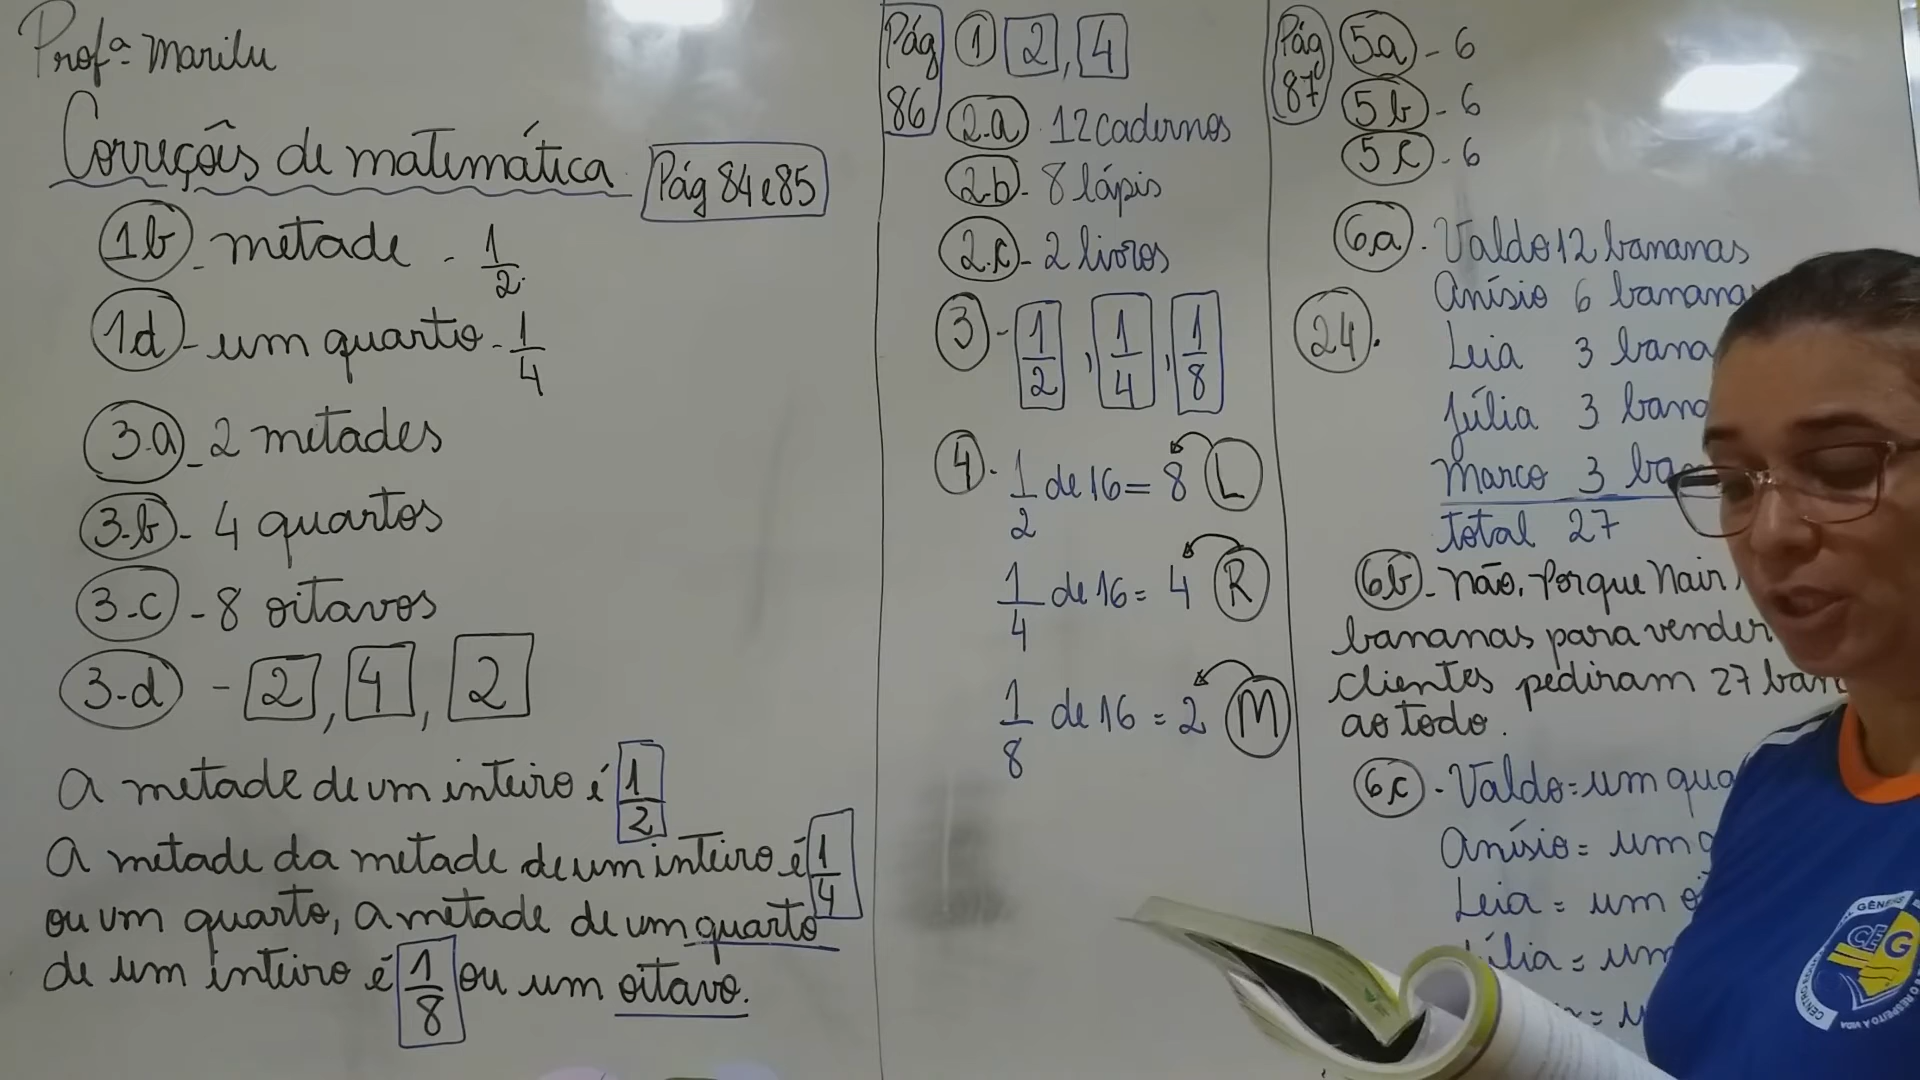 Profª Marilu
Correções de matemática
Pág 84 e 85
1b - metade - 1/2
1d - um quarto - 1/4
3.a - 2 metades
3-b - 4 quartos
3-c - 8 oitavos
3-d - 2, 4, 2
A metade de um inteiro é 1/2
A metade da metade de um inteiro é 1/4
ou um quarto, a metade de um quarto
de um inteiro é 1/8 ou um oitavo.
Pág 86
1 2, 4
2.a 12 cadernos
2.b - 8 lápis
2.c - 2 livros
3 - 1/2, 1/4, 1/8
4. 1/2 de 16 = 8 L
1/4 de 16 = 4 R
1/8 de 16 = 2 M
Pág 87
5a - 6
5b - 6
5c - 6
6a. Valdo 12 bananas
Anísio 6 banana
24. Leia 3 bana
Júlia 3 bana
Marco 3 ba
total 27
6b - Não. Porque Nair
bananas para vender
clientes pediram 27 ban
ao todo.
6c - Valdo = um qua
Anísio = um
Leia = um
ília = um
CEG